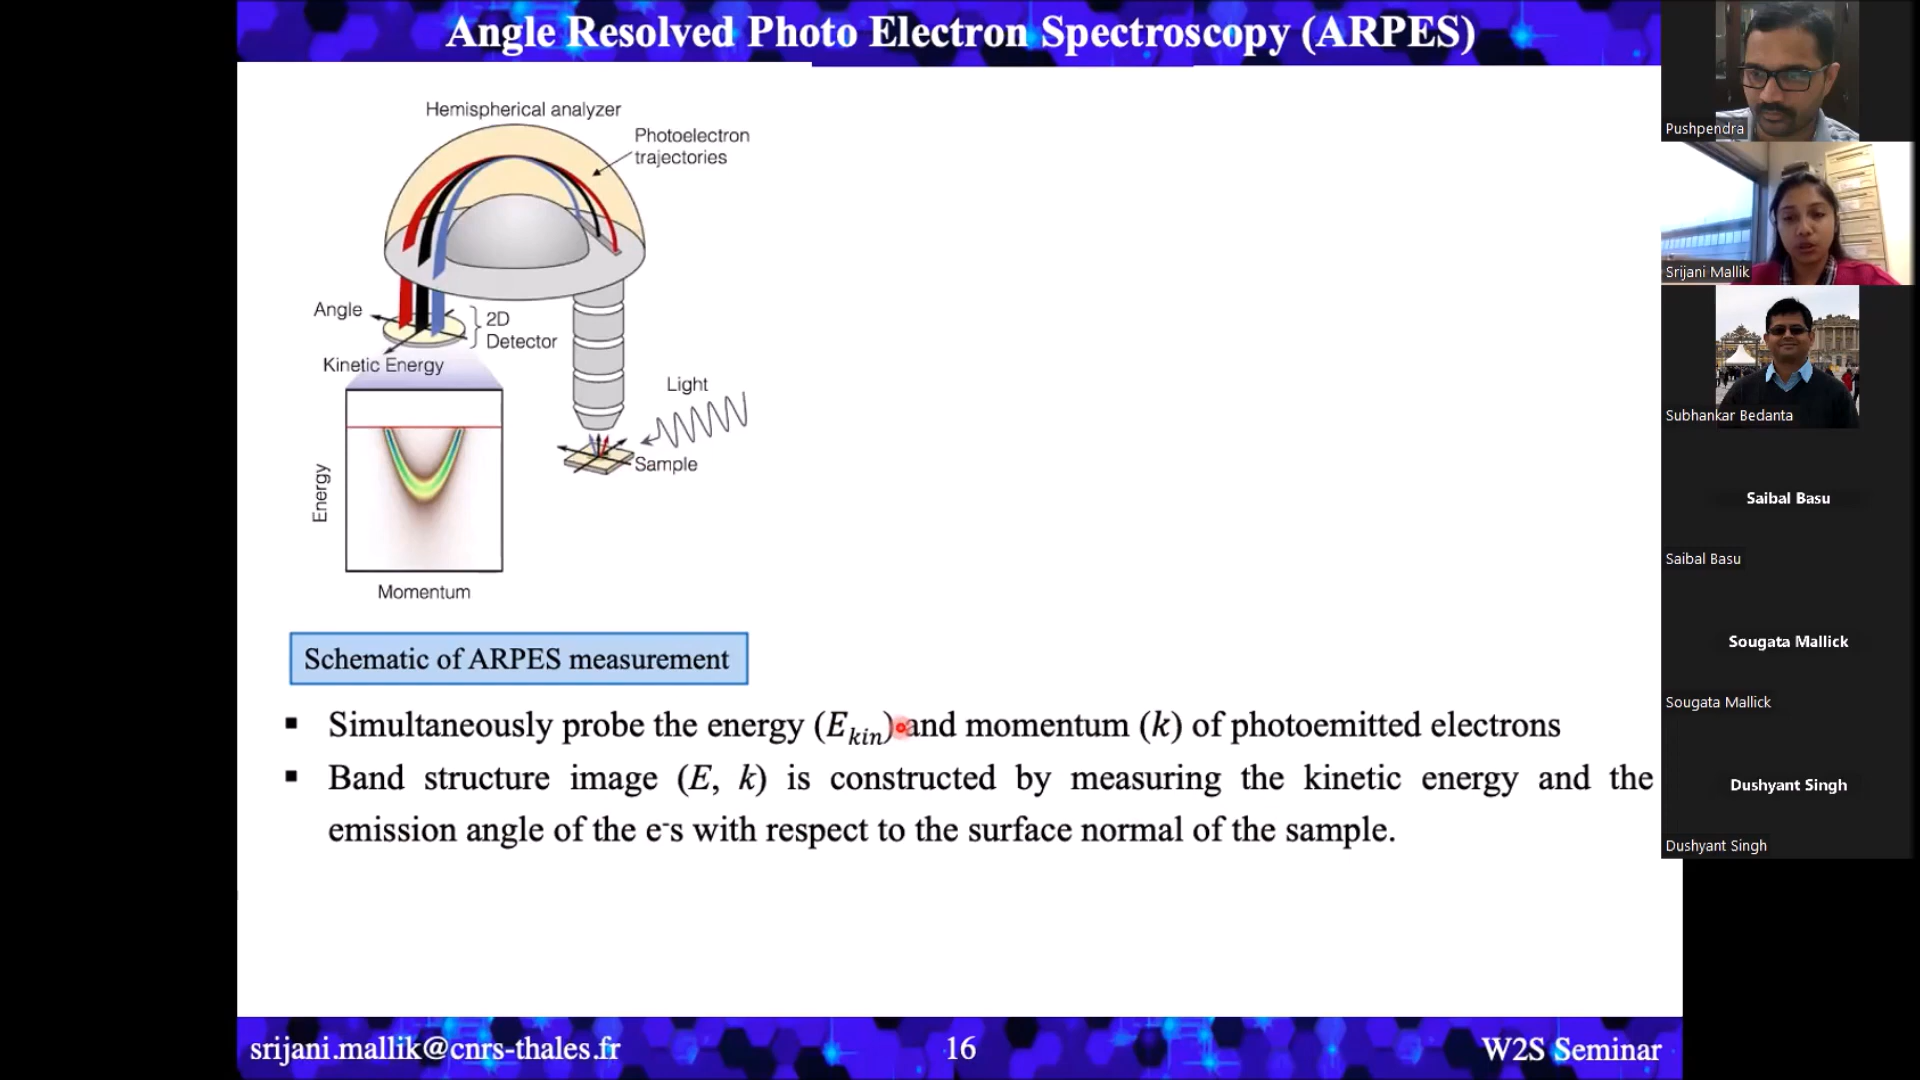 Angle Resolved Photo Electron Spectroscopy (ARPES)
Hemispherical analyzer
Photoelectron
trajectories
Angle
2D
Detector
Kinetic Energy
Light
Sample
Energy
Momentum
Schematic of ARPES measurement
▪ Simultaneously probe the energy (E_kin) and momentum (k) of photoemitted electrons
▪ Band structure image (E, k) is constructed by measuring the kinetic energy and the
emission angle of the e⁻s with respect to the surface normal of the sample.
srijani.mallik@cnrs-thales.fr
16
W2S Seminar
Pushpendra
Srijani Mallik
Subhankar Bedanta
Saibal Basu
Saibal Basu
Sougata Mallick
Sougata Mallick
Dushyant Singh
Dushyant Singh